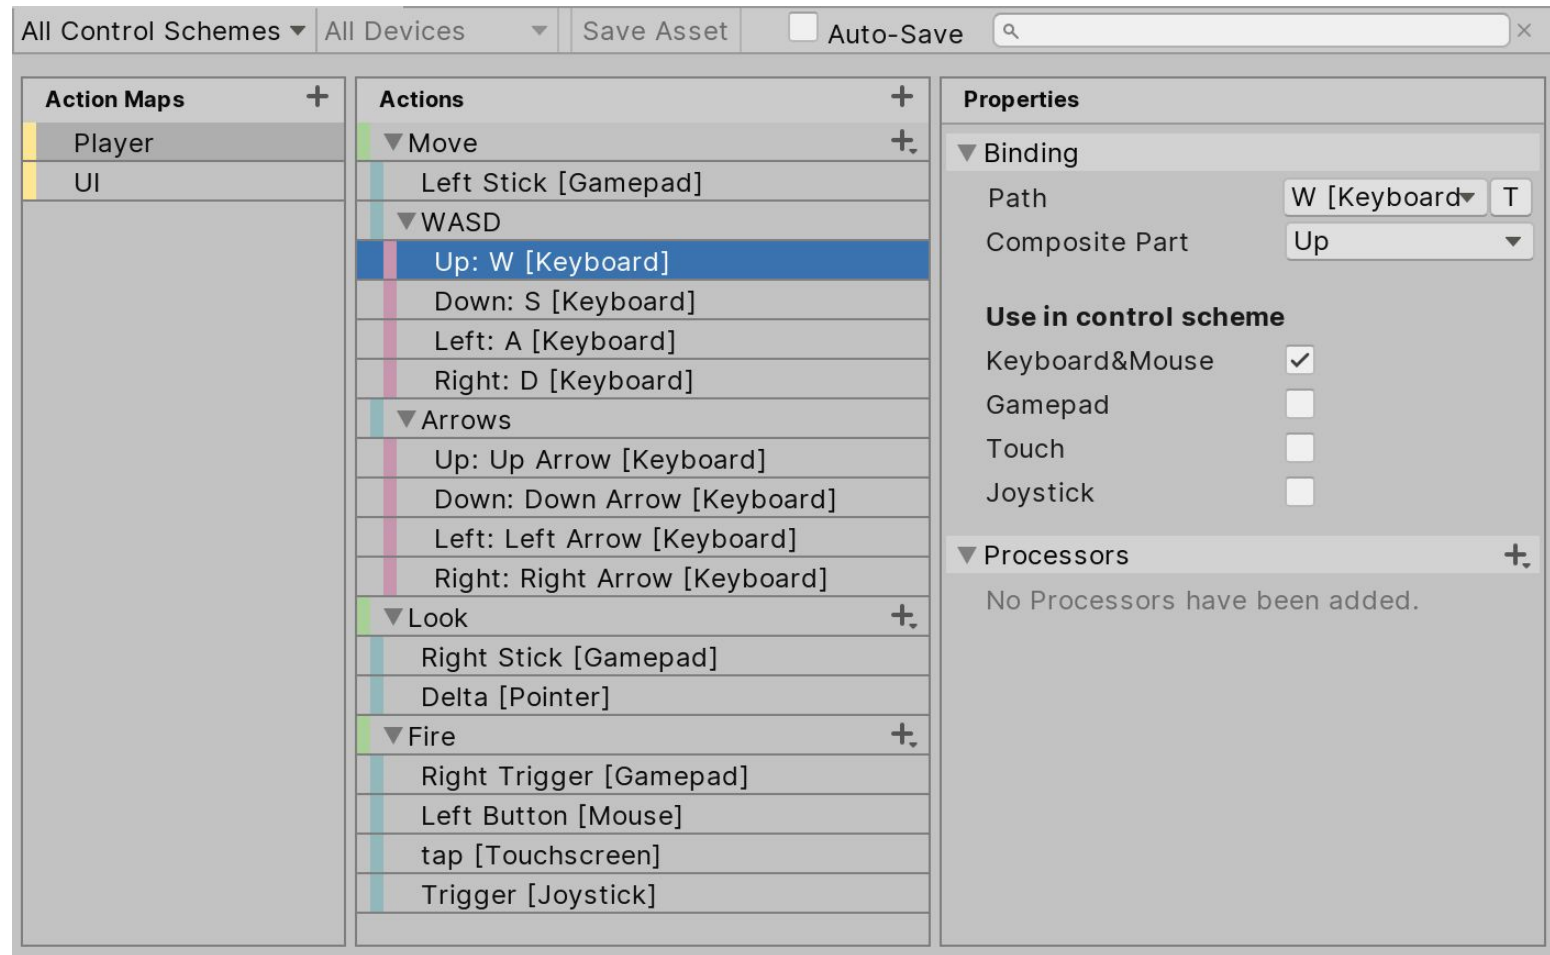 All Control Schemes All Devices Save Asset Auto-Save
Action Maps
Player
UI
Actions
Move
Left Stick [Gamepad]
WASD
Up: W [Keyboard]
Down: S [Keyboard]
Left: A [Keyboard]
Right: D [Keyboard]
Arrows
Up: Up Arrow [Keyboard]
Down: Down Arrow [Keyboard]
Left: Left Arrow [Keyboard]
Right: Right Arrow [Keyboard]
Look
Right Stick [Gamepad]
Delta [Pointer]
Fire
Right Trigger [Gamepad]
Left Button [Mouse]
tap [Touchscreen]
Trigger [Joystick]
Properties
Binding
Path W [Keyboard T
Composite Part Up
Use in control scheme
Keyboard&Mouse
Gamepad
Touch
Joystick
Processors
No Processors have been added.